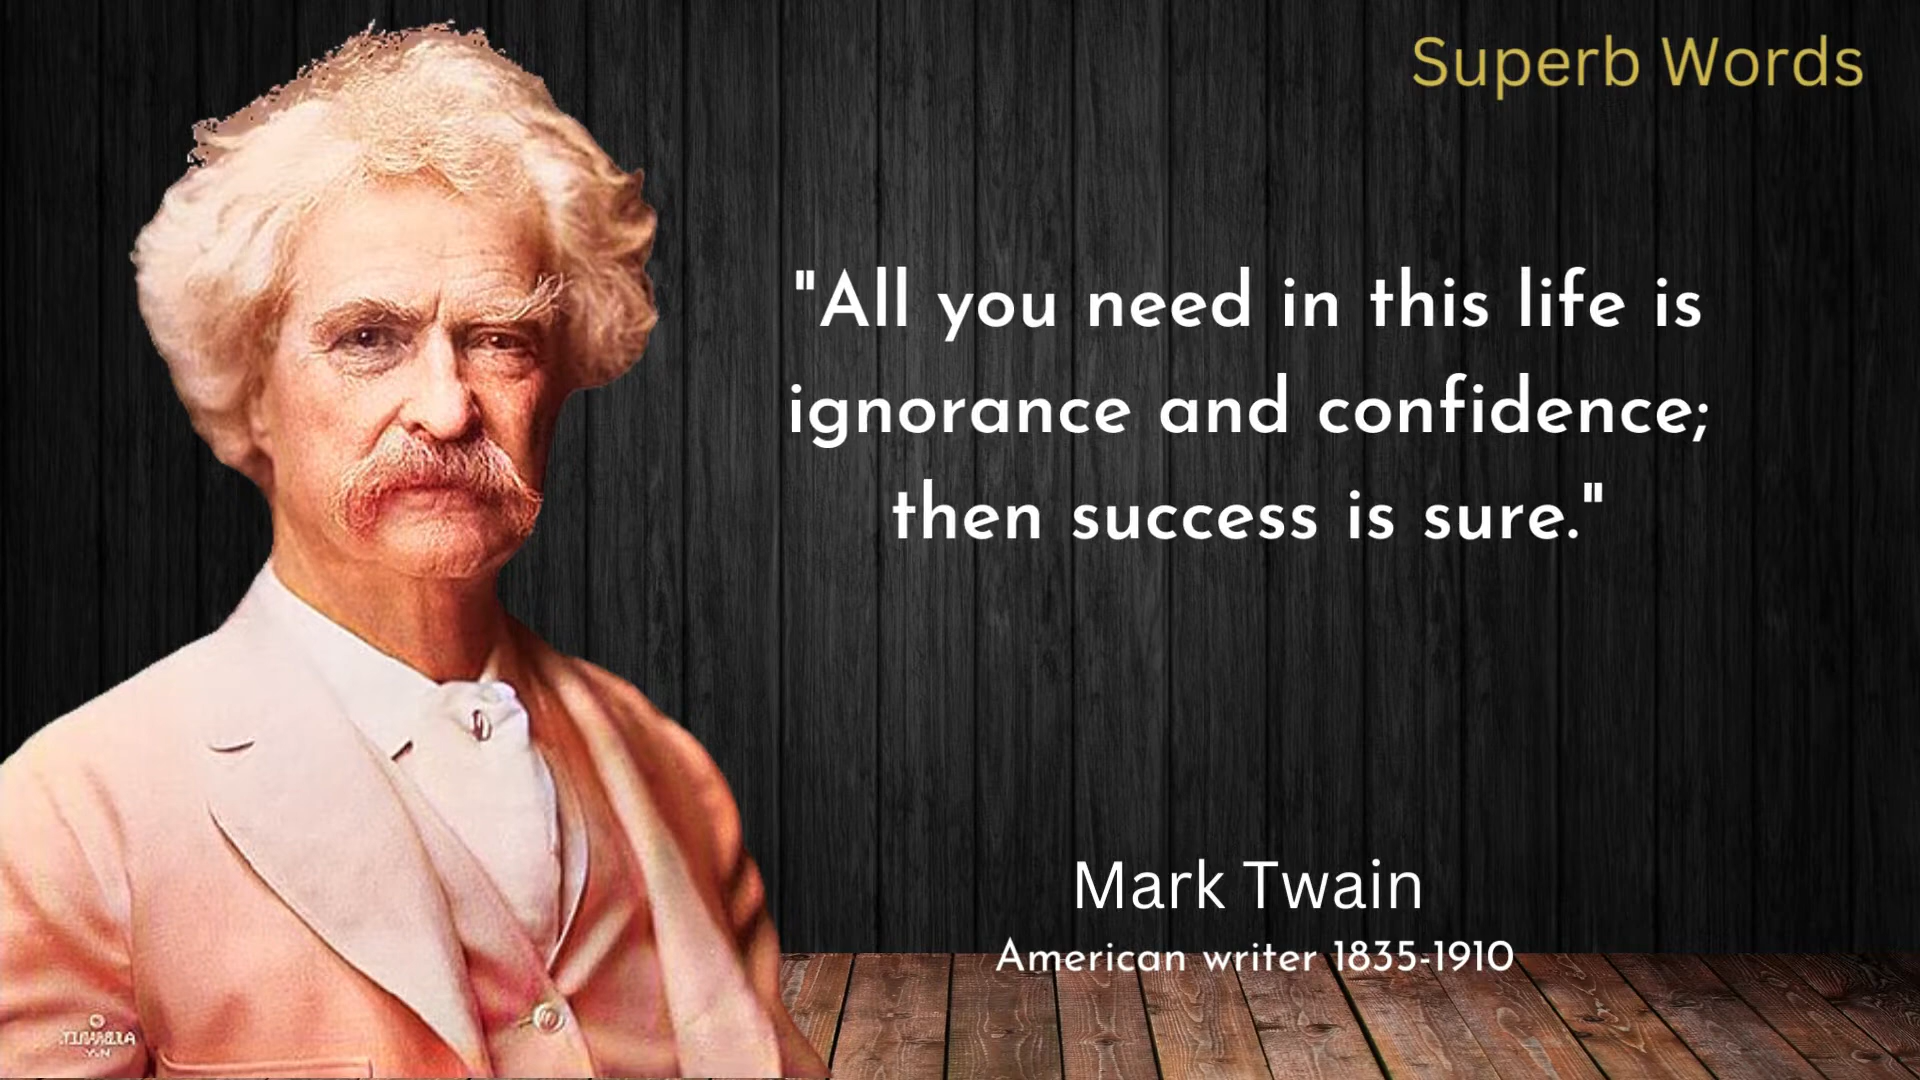 Superb Words
"All you need in this life is
ignorance and confidence;
then success is sure."
Mark Twain
American writer 1835-1910